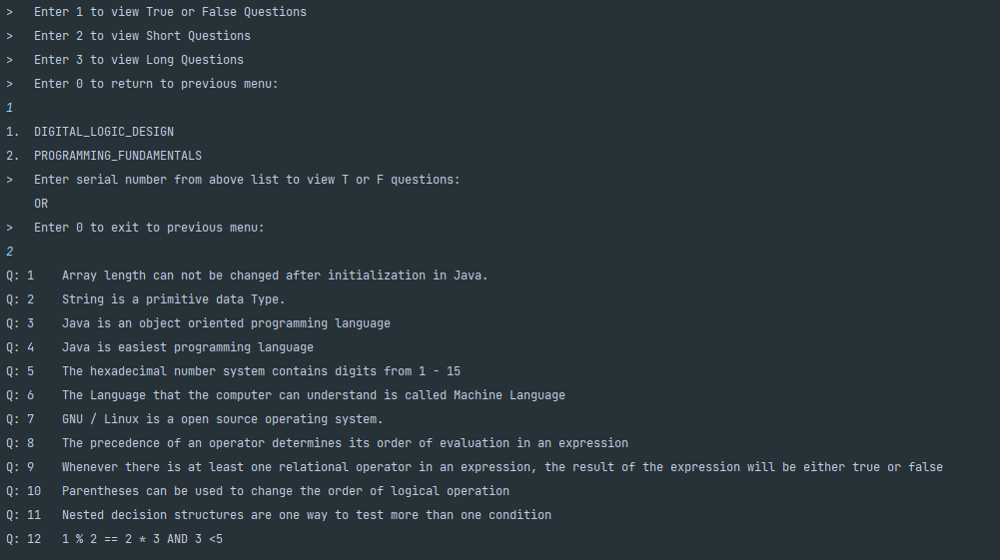 > Enter 1 to view True or False Questions
> Enter 2 to view Short Questions
> Enter 3 to view Long Questions
> Enter 0 to return to previous menu:
1
1. DIGITAL_LOGIC_DESIGN
2. PROGRAMMING_FUNDAMENTALS
> Enter serial number from above list to view T or F questions:
OR
> Enter 0 to exit to previous menu:
2
Q: 1 Array length can not be changed after initialization in Java.
Q: 2 String is a primitive data Type.
Q: 3 Java is an object oriented programming language
Q: 4 Java is easiest programming language
Q: 5 The hexadecimal number system contains digits from 1 - 15
Q: 6 The Language that the computer can understand is called Machine Language
Q: 7 GNU / Linux is a open source operating system.
Q: 8 The precedence of an operator determines its order of evaluation in an expression
Q: 9 Whenever there is at least one relational operator in an expression, the result of the expression will be either true or false
Q: 10 Parentheses can be used to change the order of logical operation
Q: 11 Nested decision structures are one way to test more than one condition
Q: 12 1 % 2 == 2 * 3 AND 3 <5